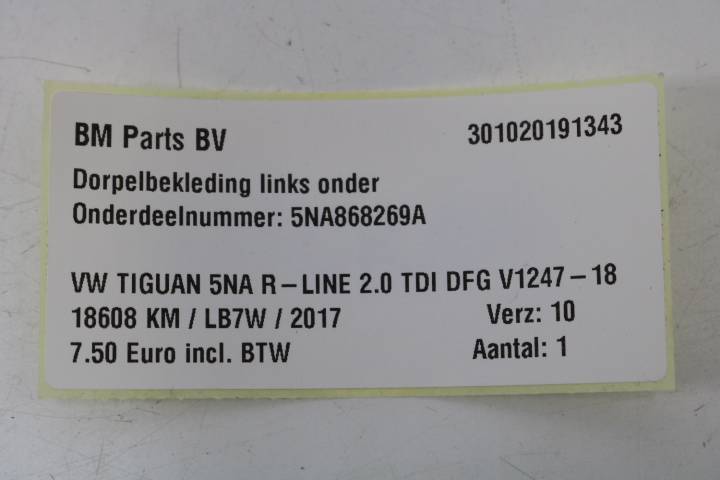 BM Parts BV 301020191343
Dorpelbekleding links onder
Onderdeelnummer: 5NA868269A
VW TIGUAN 5NA R-LINE 2.0 TDI DFG V1247-18
18608 KM / LB7W / 2017 Verz: 10
7.50 Euro incl. BTW Aantal: 1